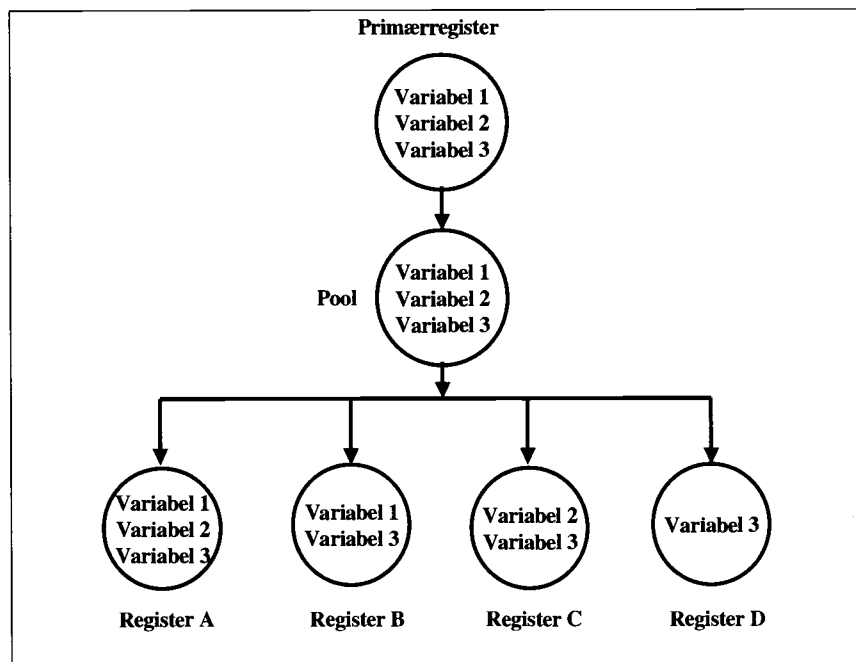 Primærregister
Variabel 1
Variabel 2
Variabel 3
Pool
Variabel 1
Variabel 2
Variabel 3
Variabel 1
Variabel 2
Variabel 3
Variabel 1
Variabel 3
Variabel 2
Variabel 3
Variabel 3
Register A
Register B
Register C
Register D